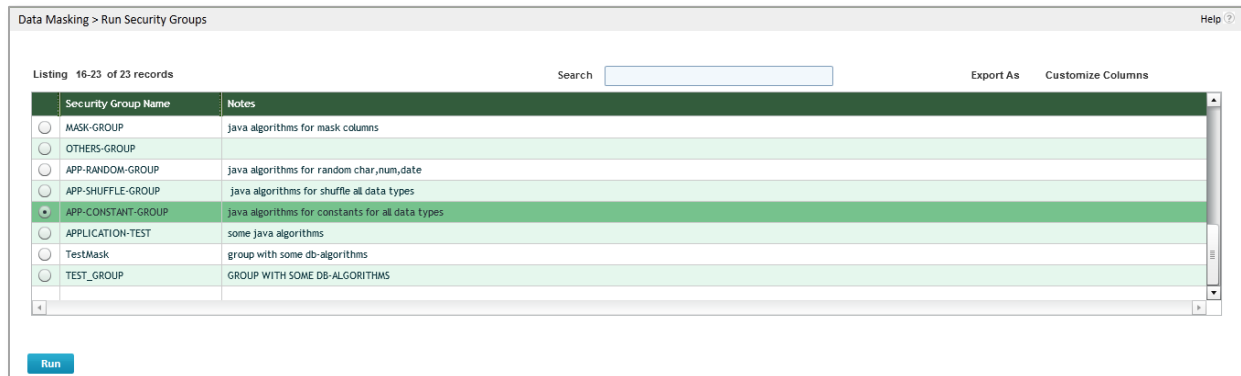 Data Masking > Run Security Groups Help ?
Listing 16-23 of 23 records Search Export As Customize Columns
Security Group Name Notes
MASK-GROUP java algorithms for mask columns
OTHERS-GROUP
APP-RANDOM-GROUP java algorithms for random char,num,date
APP-SHUFFLE-GROUP java algorithms for shuffle all data types
APP-CONSTANT-GROUP java algorithms for constants for all data types
APPLICATION-TEST some java algorithms
TestMask group with some db-algorithms
TEST_GROUP GROUP WITH SOME DB-ALGORITHMS
Run